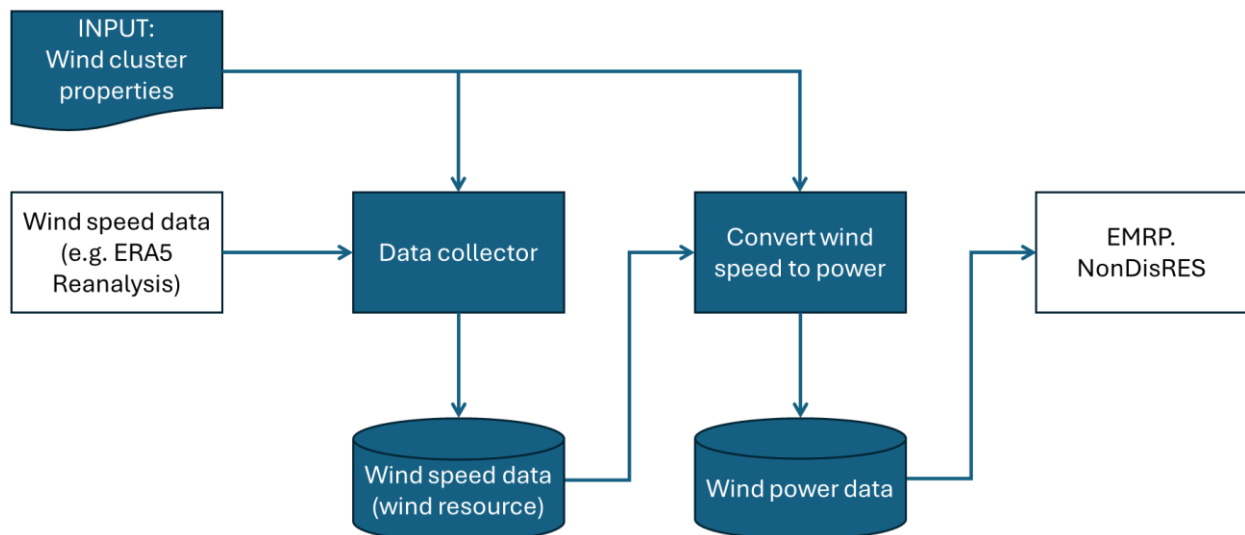 INPUT:
Wind cluster
properties
Wind speed data
(e.g. ERA5
Reanalysis)
Data collector
Convert wind
speed to power
EMRP.
NonDisRES
Wind speed data
(wind resource)
Wind power data